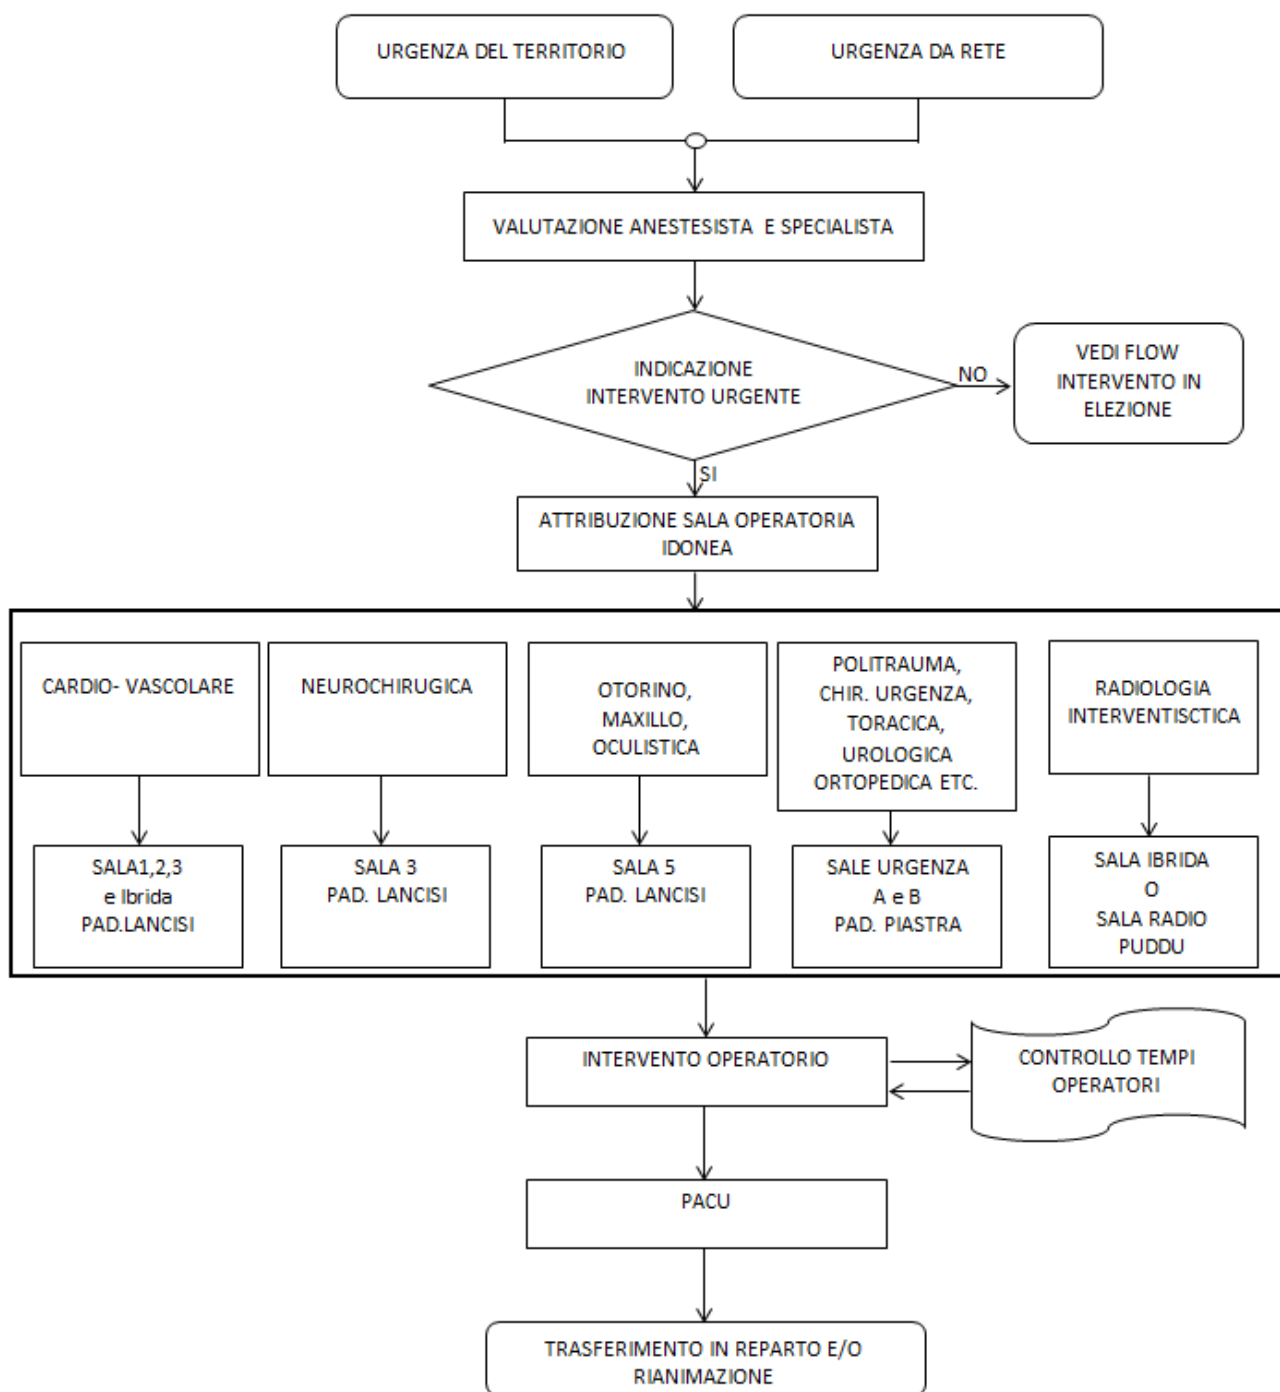 URGENZA DEL TERRITORIO
URGENZA DA RETE
VALUTAZIONE ANESTESISTA E SPECIALISTA
INDICAZIONE
INTERVENTO URGENTE
NO
VEDI FLOW
INTERVENTO IN
ELEZIONE
SI
ATTRIBUZIONE SALA OPERATORIA
IDONEA
CARDIO- VASCOLARE
NEUROCHIRUGICA
OTORINO,
MAXILLO,
OCULISTICA
POLITRAUMA,
CHIR. URGENZA,
TORACICA,
UROLOGICA
ORTOPEDICA ETC.
RADIOLOGIA
INTERVENTISCTICA
SALA1,2,3
e Ibrida
PAD.LANCISI
SALA 3
PAD. LANCISI
SALA 5
PAD. LANCISI
SALE URGENZA
A e B
PAD. PIASTRA
SALA IBRIDA
O
SALA RADIO
PUDDU
INTERVENTO OPERATORIO
CONTROLLO TEMPI
OPERATORI
PACU
TRASFERIMENTO IN REPARTO E/O
RIANIMAZIONE